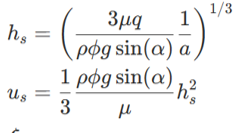 h_s = ( 3μq / ρϕg sin(α) 1 / a )^{1/3}
u_s = 1/3 ρϕg sin(α) / μ h_s^2